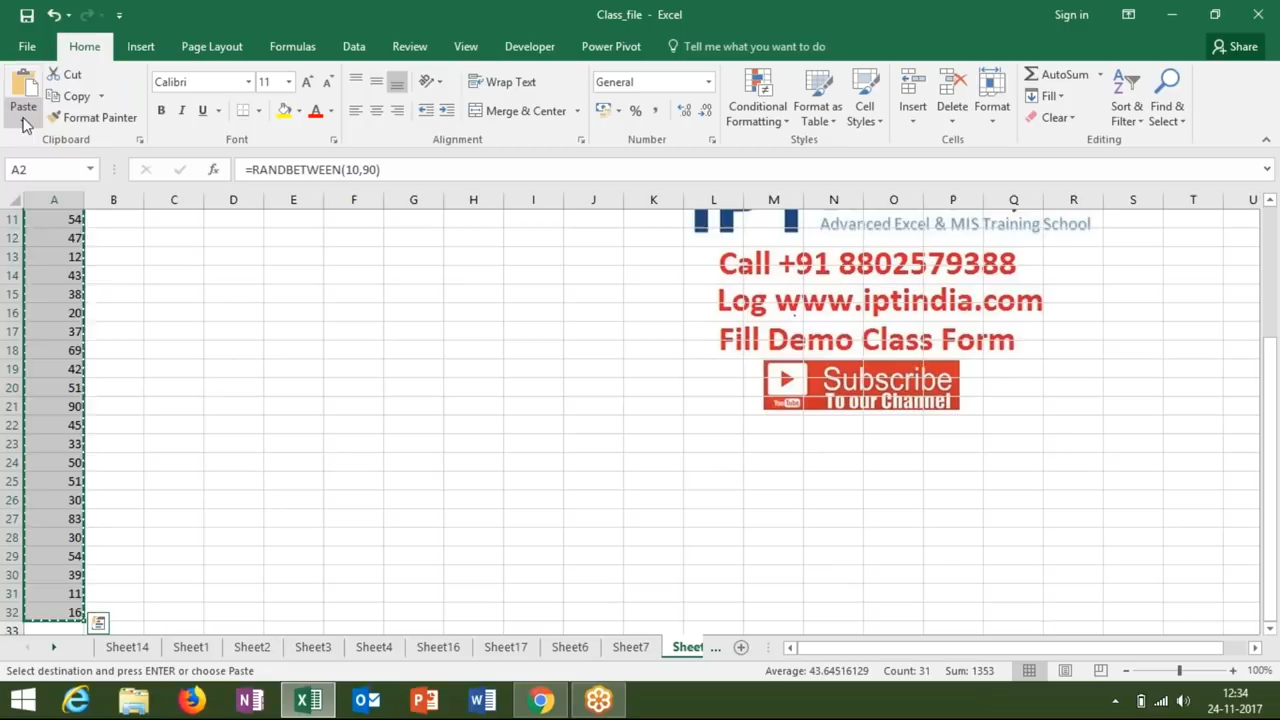 Class_file - Excel
Sign in
File Home Insert Page Layout Formulas Data Review View Developer Power Pivot Tell me what you want to do Share
Paste
Cut
Copy
Format Painter
Clipboard
Calibri 11
B I U
Font
Wrap Text
Merge & Center
Alignment
General
Number
Conditional Formatting
Format as Table
Cell Styles
Styles
Insert
Delete
Format
Cells
AutoSum
Fill
Clear
Sort & Filter
Find & Select
Editing
A2
fx
=RANDBETWEEN(10,90)
A B C D E F G H I J K L M N O P Q R S T U
11 54
12 47
13 12
14 43
15 38
16 20
17 37
18 69
19 42
20 51
21 90
22 45
23 33
24 50
25 51
26 30
27 83
28 30
29 54
30 39
31 11
32 16
33
Advanced Excel & MIS Training School
Call +91 8802579388
Log www.iptindia.com
Fill Demo Class Form
Subscribe
YouTube To our Channel
Sheet14 Sheet1 Sheet2 Sheet3 Sheet4 Sheet16 Sheet17 Sheet6 Sheet7 Sheet ...
Select destination and press ENTER or choose Paste
Average: 43.64516129 Count: 31 Sum: 1353
100%
12:34
24-11-2017